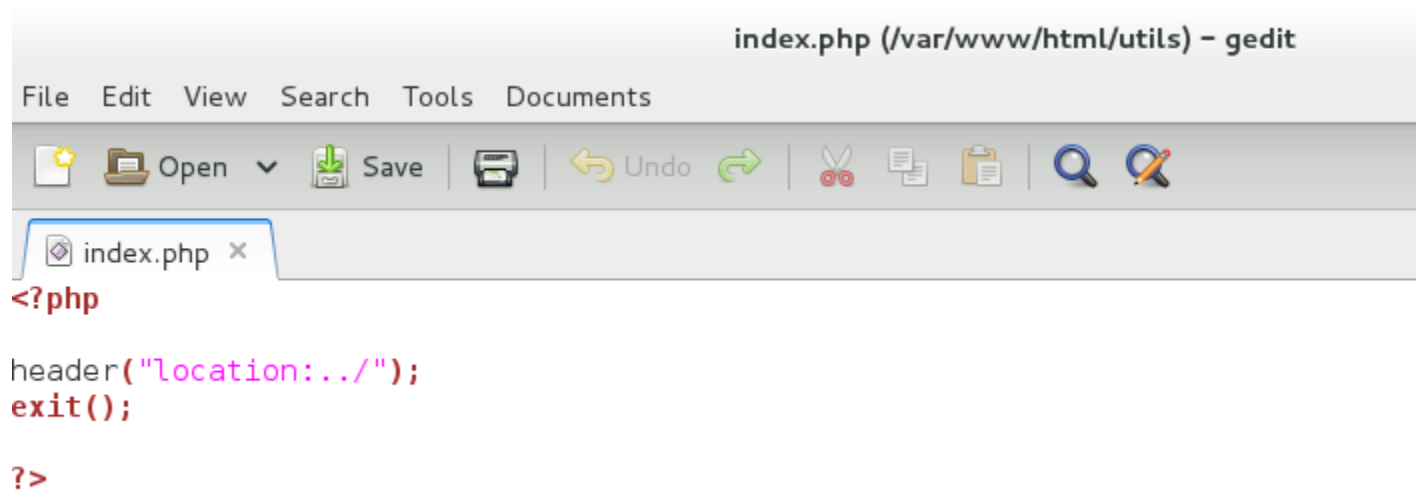 index.php (/var/www/html/utils) – gedit
File Edit View Search Tools Documents
Open Save Undo
index.php ×
<?php
header("location:../");
exit();
?>